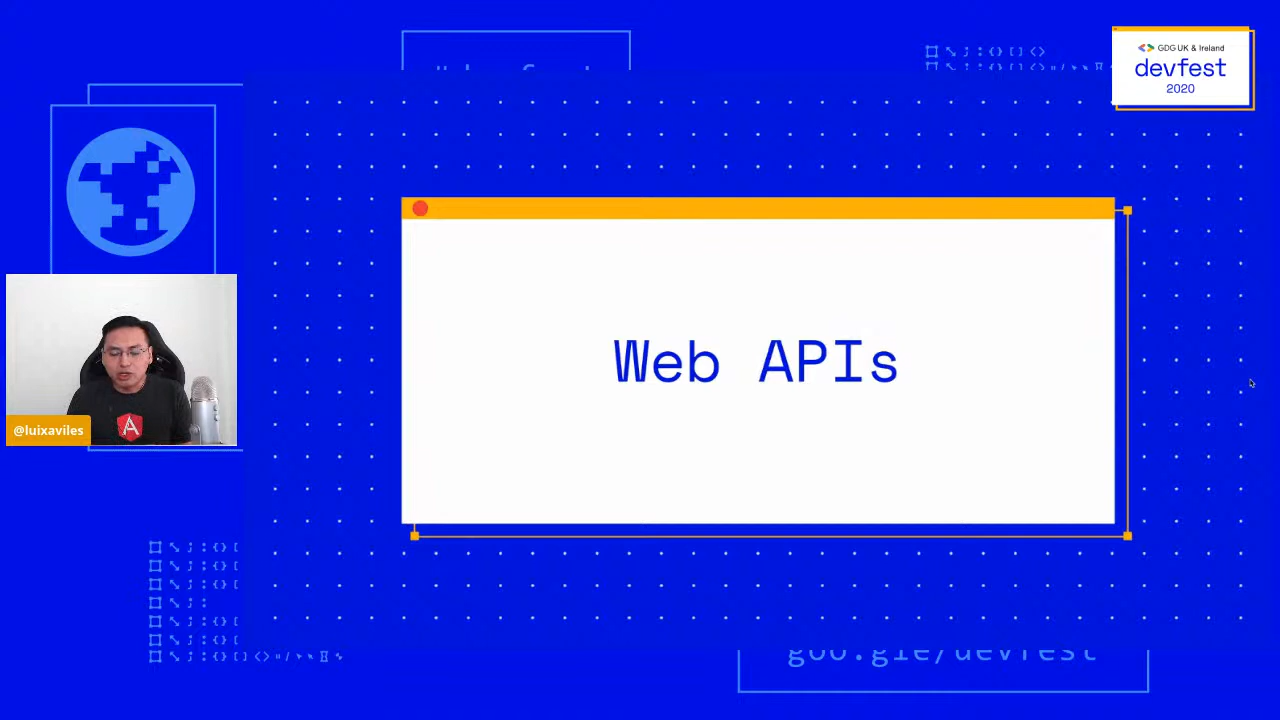 GDG UK & Ireland
devfest
2020
Web APIs
A
@luixaviles
goo.gle/devfest